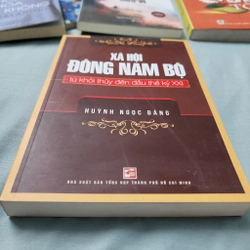 XÃ HỘI
ĐÔNG NAM BỘ
từ khởi thủy đến đầu thế kỷ XXI
HUỲNH NGỌC ĐÁNG
NHÀ XUẤT BẢN TỔNG HỢP THÀNH PHỐ HỒ CHÍ MINH